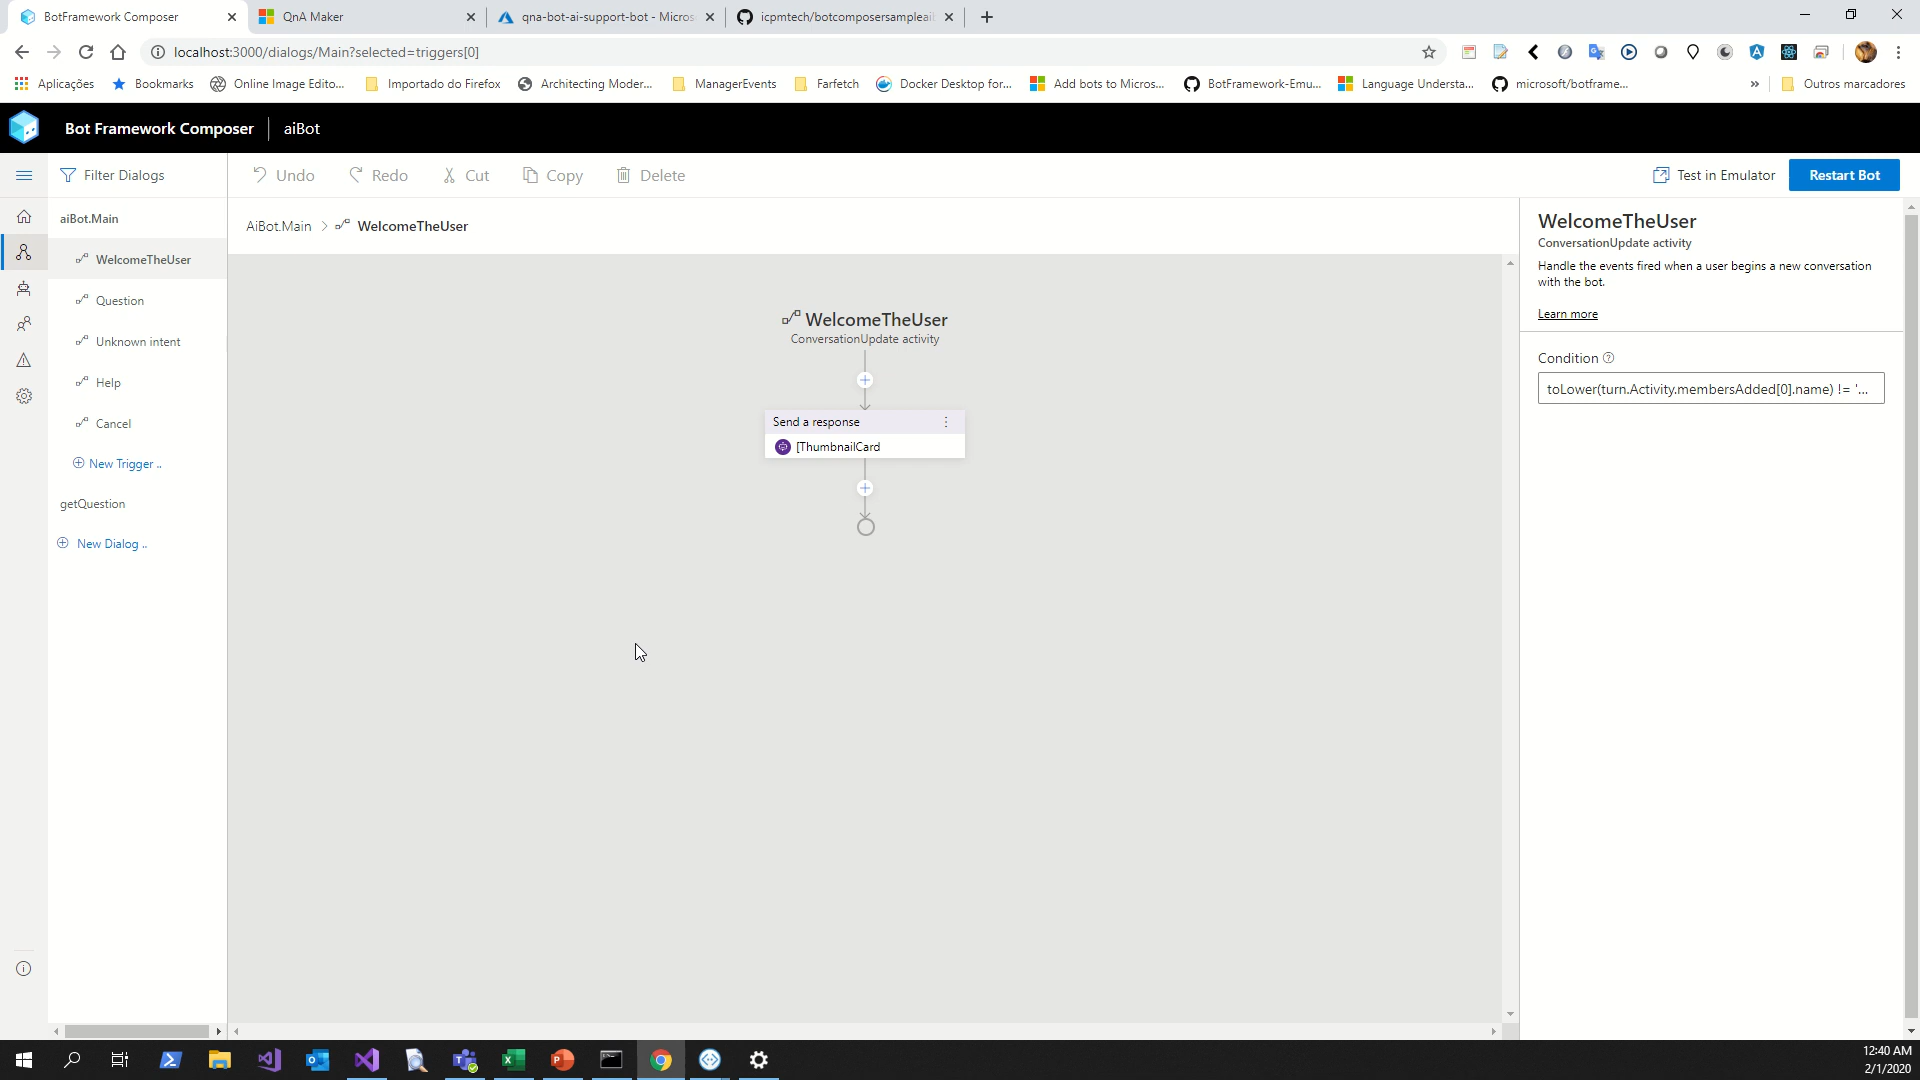 BotFramework Composer
QnA Maker
qna-bot-ai-support-bot - Micros
icpmtech/botcomposersampleai
localhost:3000/dialogs/Main?selected=triggers[0]
Aplicações
Bookmarks
Online Image Edito...
Importado do Firefox
Architecting Moder...
ManagerEvents
Farfetch
Docker Desktop for...
Add bots to Micros...
BotFramework-Emu...
Language Understa...
microsoft/botframe...
»
Outros marcadores
Bot Framework Composer
aiBot
Filter Dialogs
Undo
Redo
Cut
Copy
Delete
Test in Emulator
Restart Bot
aiBot.Main
WelcomeTheUser
Question
Unknown intent
Help
Cancel
New Trigger ..
getQuestion
New Dialog ..
AiBot.Main > WelcomeTheUser
WelcomeTheUser
ConversationUpdate activity
Send a response
[ThumbnailCard
WelcomeTheUser
ConversationUpdate activity
Handle the events fired when a user begins a new conversation
with the bot.
Learn more
Condition
toLower(turn.Activity.membersAdded[0].name) != '...
12:40 AM
2/1/2020